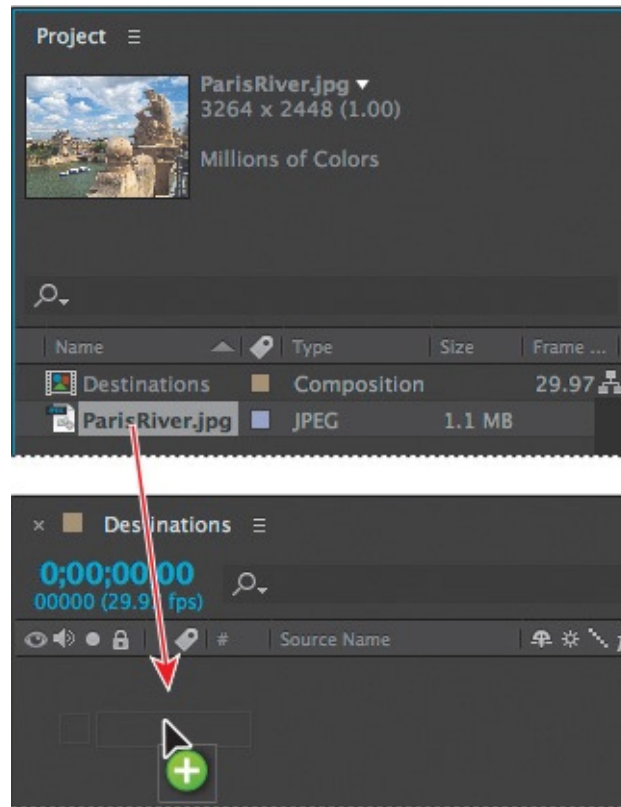 Project
ParisRiver.jpg
3264 x 2448 (1.00)
Millions of Colors
Name Type Size Frame ...
Destinations Composition 29.97
ParisRiver.jpg JPEG 1.1 MB
× Destinations
0;00;00;00
00000 (29.97 fps)
# Source Name